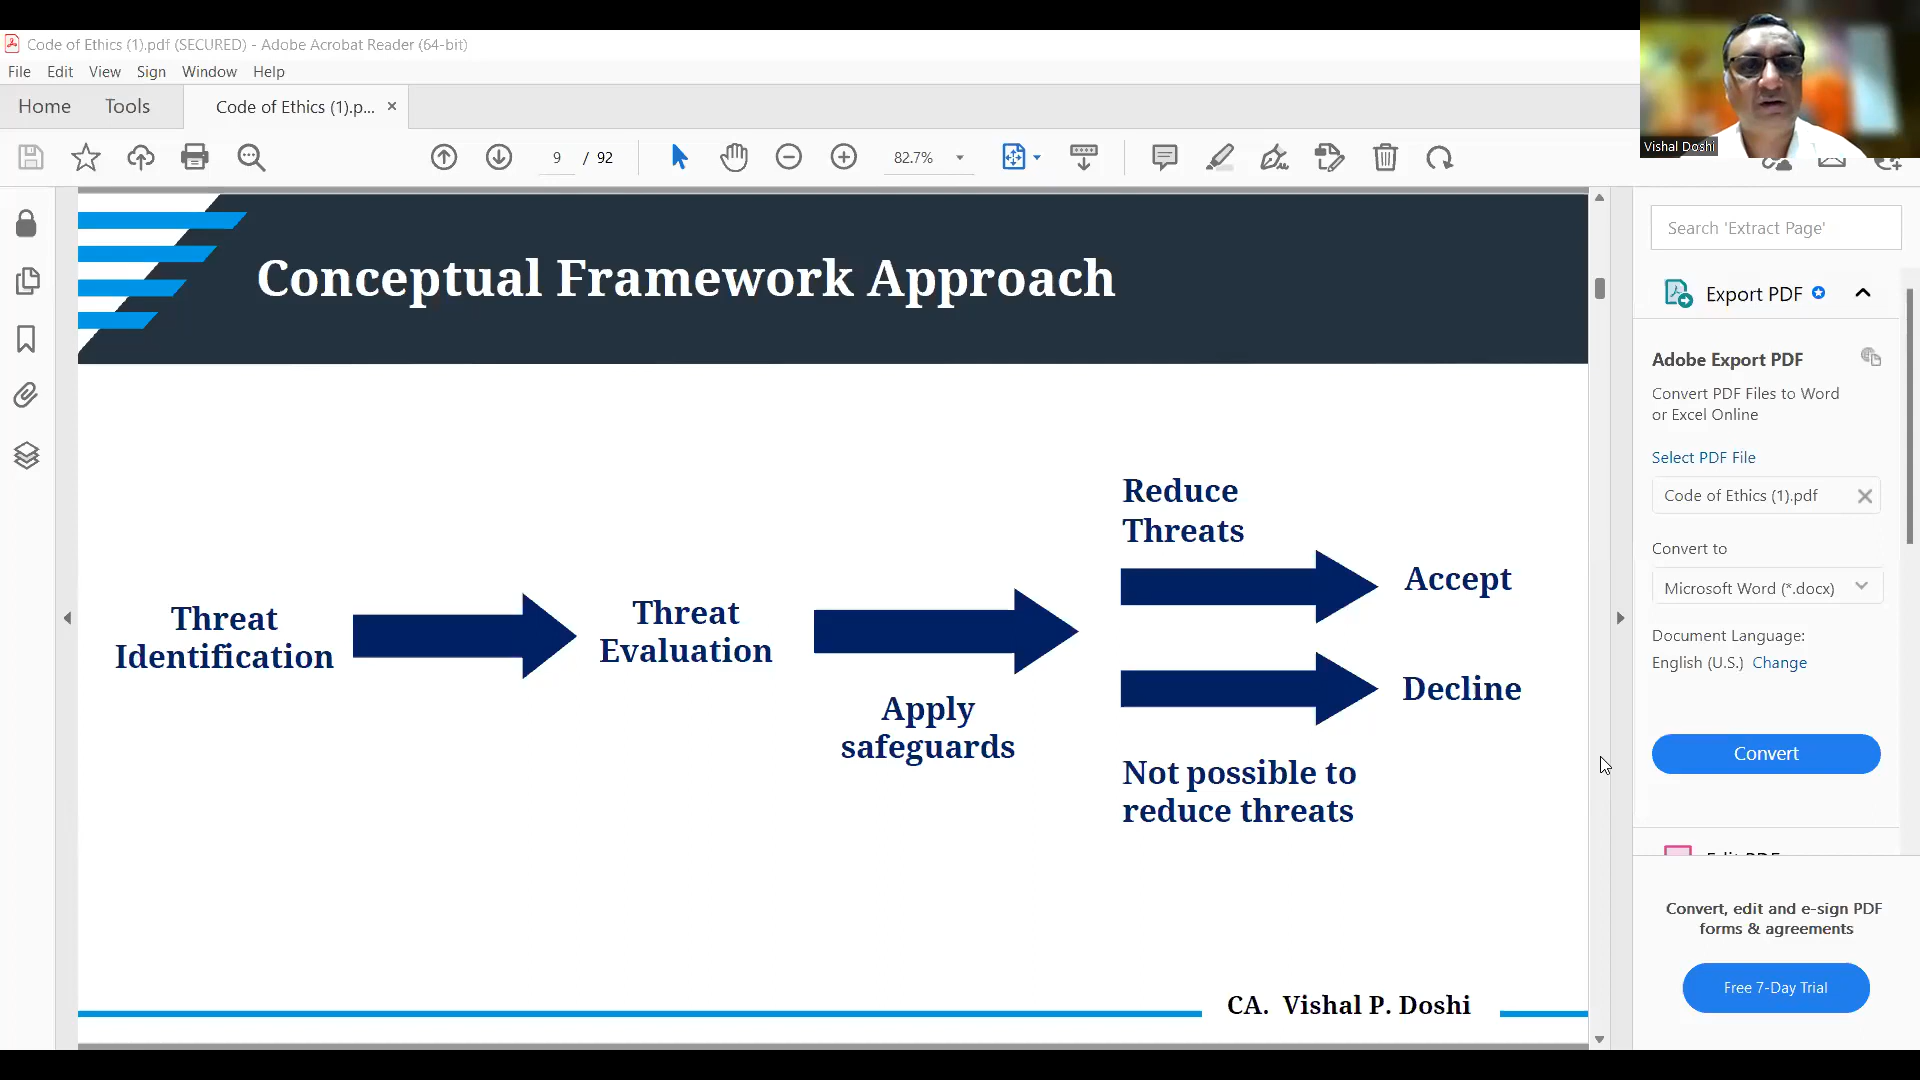 Code of Ethics (1).pdf (SECURED) - Adobe Acrobat Reader (64-bit)
File Edit View Sign Window Help
Home Tools Code of Ethics (1).p... ×
9 / 92 82.7%
Vishal Doshi
Conceptual Framework Approach
Threat
Identification
Threat
Evaluation
Apply
safeguards
Reduce
Threats
Accept
Decline
Not possible to
reduce threats
CA. Vishal P. Doshi
Search 'Extract Page'
Export PDF
Adobe Export PDF
Convert PDF Files to Word
or Excel Online
Select PDF File
Code of Ethics (1).pdf
Convert to
Microsoft Word (*.docx)
Document Language:
English (U.S.) Change
Convert
Convert, edit and e-sign PDF
forms & agreements
Free 7-Day Trial